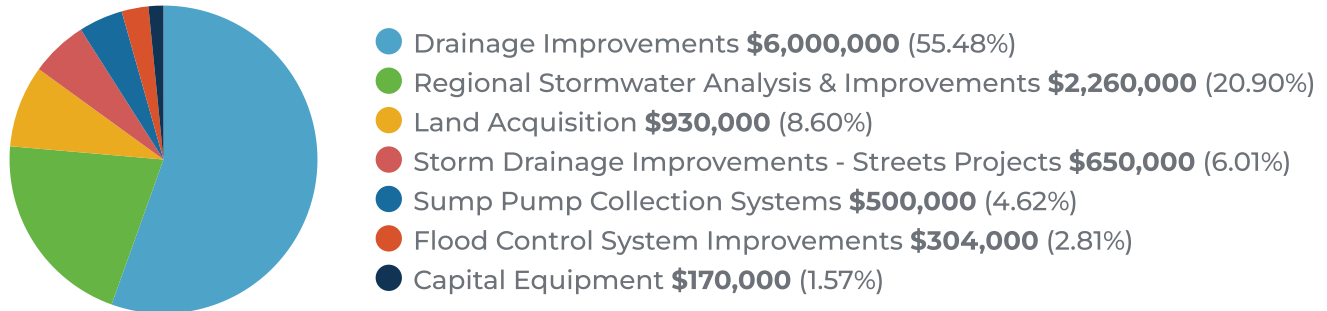 Drainage Improvements $6,000,000 (55.48%)
Regional Stormwater Analysis & Improvements $2,260,000 (20.90%)
Land Acquisition $930,000 (8.60%)
Storm Drainage Improvements - Streets Projects $650,000 (6.01%)
Sump Pump Collection Systems $500,000 (4.62%)
Flood Control System Improvements $304,000 (2.81%)
Capital Equipment $170,000 (1.57%)